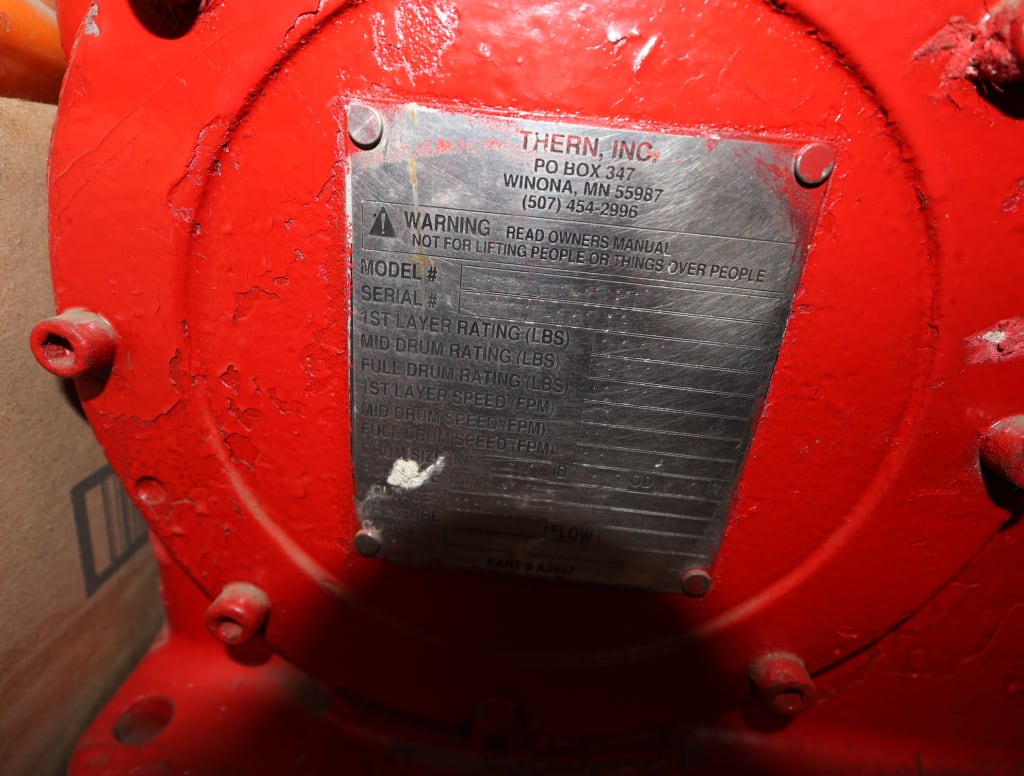 THERN, INC.
PO BOX 347
WINONA, MN 55987
(507) 454-2996
WARNING READ OWNERS MANUAL
NOT FOR LIFTING PEOPLE OR THINGS OVER PEOPLE
MODEL #
SERIAL #
1ST LAYER RATING (LBS)
MID DRUM RATING (LBS)
FULL DRUM RATING (LBS)
1ST LAYER SPEED (FPM)
MID DRUM SPEED (FPM)
FULL DRUM SPEED (FPM)
ID OD
FLOW
PART #